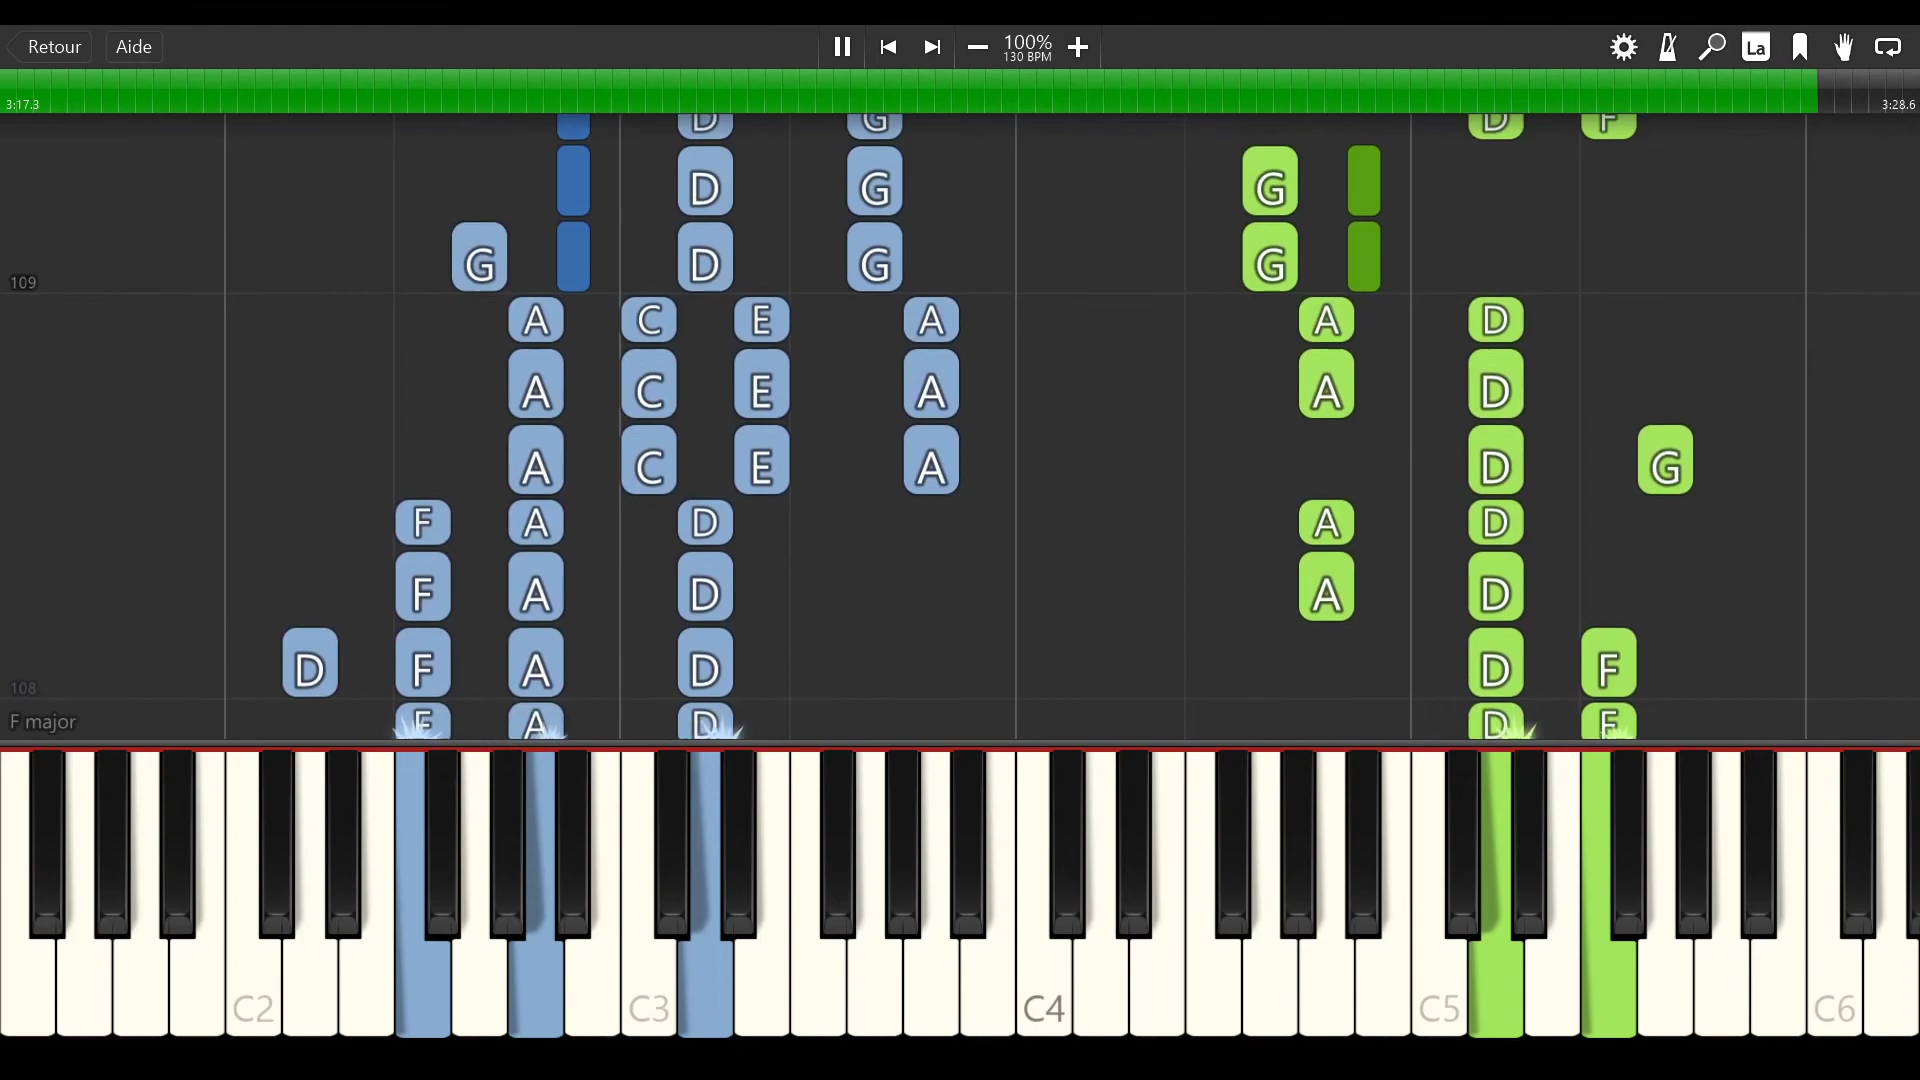 Retour Aide 100% La
130 BPM
3:17.3 3:28.6
D G D F
D G G
G D G G
109
A C E A A D
A C E A A D
A C E A D G
F A D A D
F A D A D
D F A D D F
108
F major
F A D D F
C2 C3 C4 C5 C6